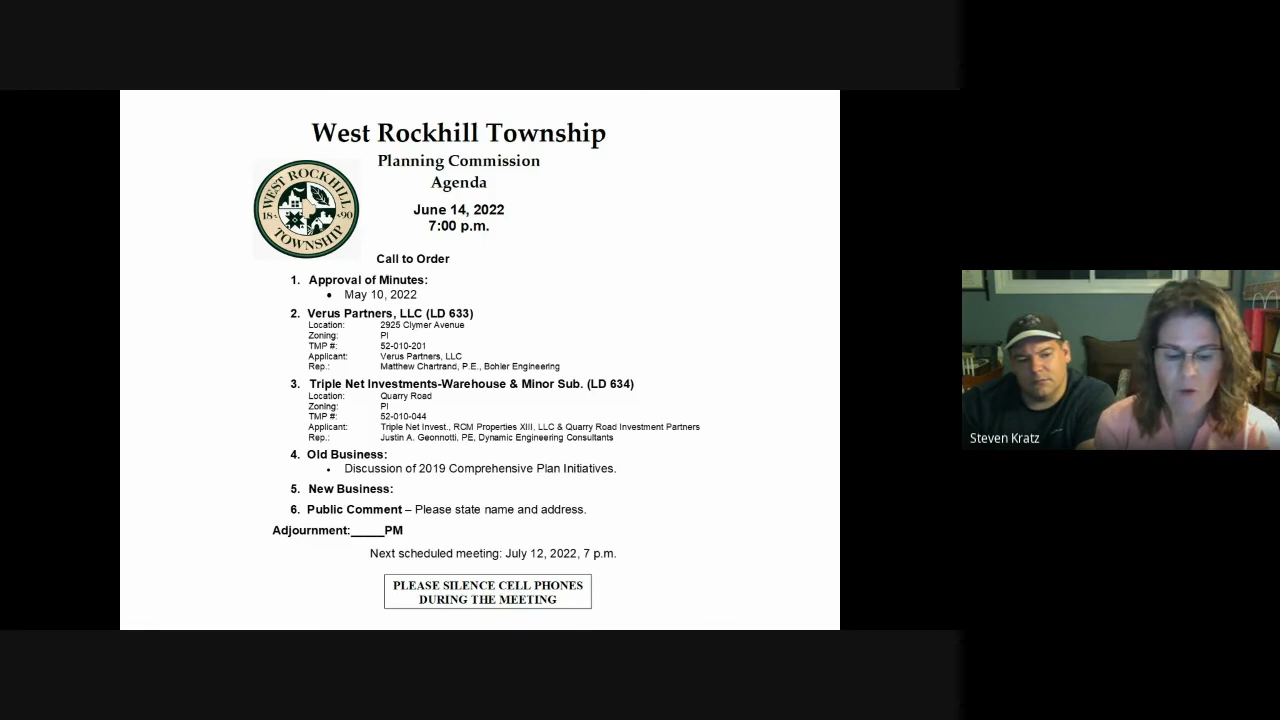 West Rockhill Township
Planning Commission
Agenda
WEST ROCKHILL
18 90
TOWNSHIP
June 14, 2022
7:00 p.m.
Call to Order
1. Approval of Minutes:
• May 10, 2022
2. Verus Partners, LLC (LD 633)
Location: 2925 Clymer Avenue
Zoning: PI
TMP #: 52-010-201
Applicant: Verus Partners, LLC
Rep.: Matthew Chartrand, P.E., Bohler Engineering
3. Triple Net Investments-Warehouse & Minor Sub. (LD 634)
Location: Quarry Road
Zoning: PI
TMP #: 52-010-044
Applicant: Triple Net Invest., RCM Properties XIII, LLC & Quarry Road Investment Partners
Rep.: Justin A. Geonnotti, PE, Dynamic Engineering Consultants
4. Old Business:
• Discussion of 2019 Comprehensive Plan Initiatives.
5. New Business:
6. Public Comment – Please state name and address.
Adjournment:_____PM
Next scheduled meeting: July 12, 2022, 7 p.m.
PLEASE SILENCE CELL PHONES
DURING THE MEETING
Steven Kratz